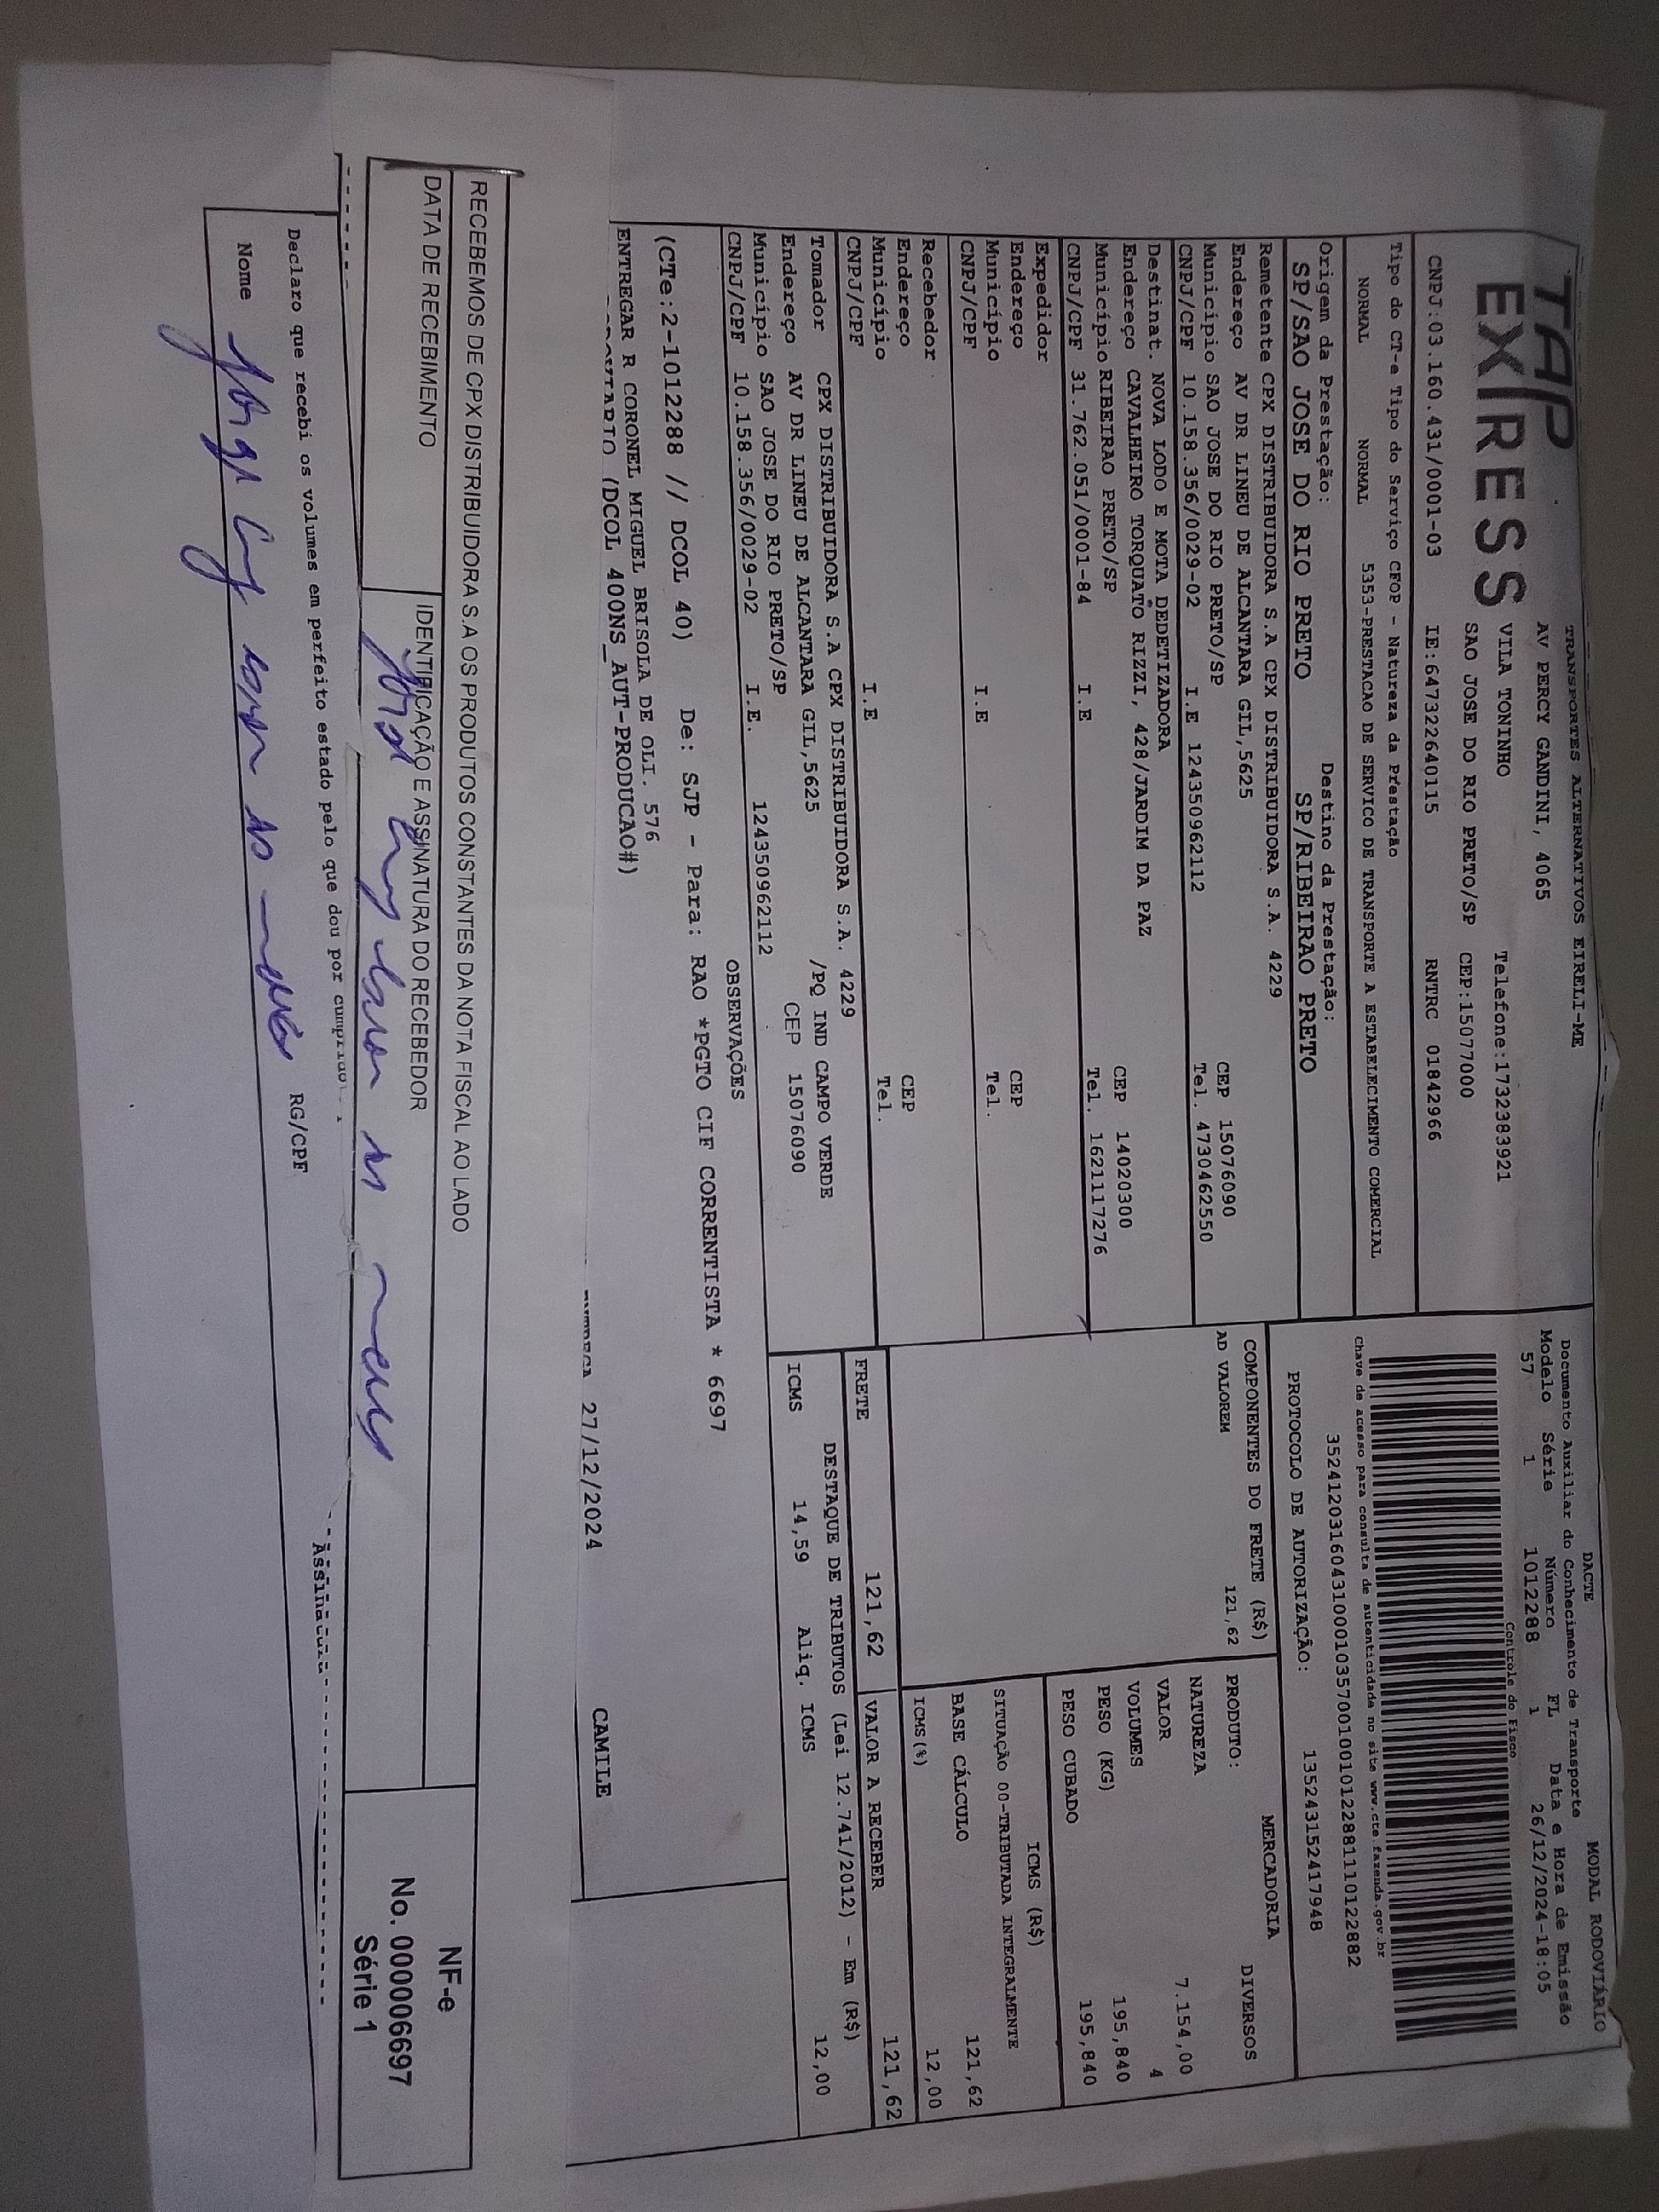 TAP
EXPRESS
TRANSPORTES ALTERNATIVOS EIRELI-ME
AV PERCY GANDINI, 4065
VILA TONINHO Telefone:1732383921
SAO JOSE DO RIO PRETO/SP CEP:15077000
CNPJ:03.160.431/0001-03 IE:647322640115 RNTRC 01842966
Tipo do CT-e Tipo do Serviço CFOP - Natureza da Prestação
NORMAL NORMAL 5353-PRESTACAO DE SERVICO DE TRANSPORTE A ESTABELECIMENTO COMERCIAL
Origem da Prestação: Destino da Prestação:
SP/SAO JOSE DO RIO PRETO SP/RIBEIRAO PRETO
DACTE MODAL RODOVIÁRIO
Documento Auxiliar do Conhecimento de Transporte
Modelo Série Número FL Data e Hora de Emissão
57 1 1012288 1 26/12/2024-18:05
Controle do Fisco
Chave de acesso para consulta de autenticidade no site www.cte.fazenda.gov.br
35241203160431000103570010010122881110122882
PROTOCOLO DE AUTORIZAÇÃO: 135243152417948
Remetente CPX DISTRIBUIDORA S.A CPX DISTRIBUIDORA S.A. 4229
Endereço AV DR LINEU DE ALCANTARA GIL,5625 CEP 15076090
Município SAO JOSE DO RIO PRETO/SP Tel. 4730462550
CNPJ/CPF 10.158.356/0029-02 I.E 124350962112
Destinat. NOVA LODO E MOTA DEDETIZADORA
Endereço CAVALHEIRO TORQUATO RIZZI, 428/JARDIM DA PAZ CEP 14020300
Município RIBEIRAO PRETO/SP Tel. 1621117276
CNPJ/CPF 31.762.051/0001-84 I.E
Expedidor
Endereço CEP
Município Tel.
CNPJ/CPF I.E
Recebedor
Endereço CEP
Município Tel.
CNPJ/CPF I.E
Tomador CPX DISTRIBUIDORA S.A CPX DISTRIBUIDORA S.A. 4229
Endereço AV DR LINEU DE ALCANTARA GIL,5625 /PQ IND CAMPO VERDE
Município SAO JOSE DO RIO PRETO/SP CEP 15076090
CNPJ/CPF 10.158.356/0029-02 I.E. 124350962112
COMPONENTES DO FRETE (R$)
AD VALOREM 121,62
MERCADORIA
PRODUTO: DIVERSOS
NATUREZA
VALOR 7.154,00
VOLUMES 4
PESO (KG) 195,840
PESO CUBADO 195,840
ICMS (R$)
SITUAÇÃO 00-TRIBUTADA INTEGRALMENTE
BASE CÁLCULO 121,62
ICMS(%) 12,00
FRETE 121,62 VALOR A RECEBER 121,62
DESTAQUE DE TRIBUTOS (Lei 12.741/2012) - Em (R$)
ICMS 14,59 Aliq. ICMS 12,00
OBSERVAÇÕES
(CTe:2-1012288 // DCOL 40) De: SJP - Para: RAO *PGTO CIF CORRENTISTA * 6697
ENTREGAR R CORONEL MIGUEL BRISOLA DE OLI. 576
(DCOL 400NS_AUT-PRODUCAO#)
27/12/2024 CAMILE
RECEBEMOS DE CPX DISTRIBUIDORA S.A OS PRODUTOS CONSTANTES DA NOTA FISCAL AO LADO
DATA DE RECEBIMENTO IDENTIFICAÇÃO E ASSINATURA DO RECEBEDOR
NF-e
No. 000006697
Série 1
Declaro que recebi os volumes em perfeito estado pelo que dou por cumprido
Nome RG/CPF Assinatura